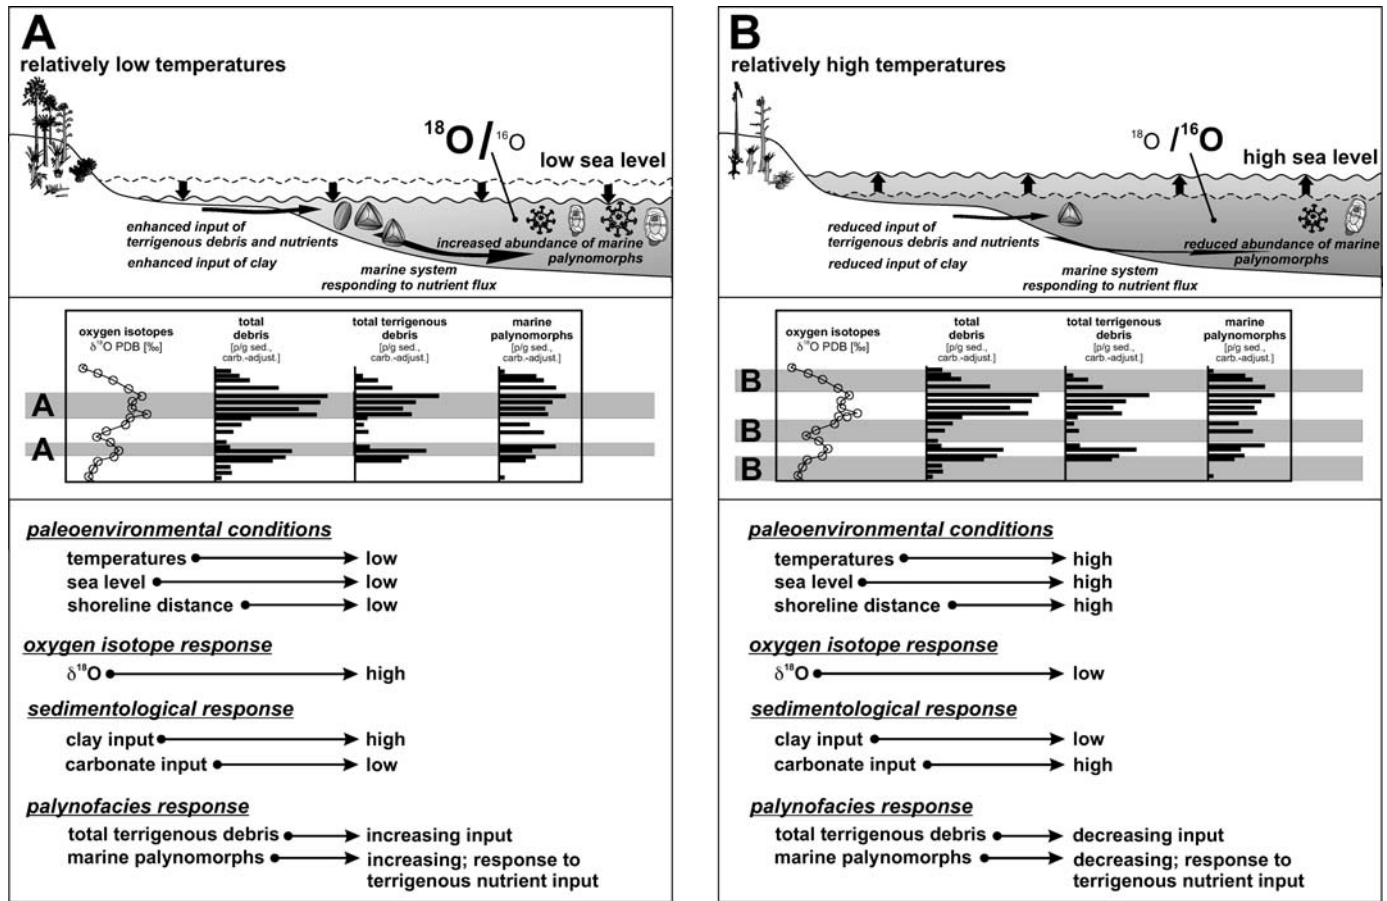 A
relatively low temperatures
¹⁸O/¹⁶O
low sea level
enhanced input of
terrigenous debris and nutrients
enhanced input of clay
increased abundance of marine
palynomorphs
marine system
responding to nutrient flux
oxygen isotopes
δ¹⁸O PDB [‰]
total
debris
[p/g sed.,
carb.-adjust.]
total terrigenous
debris
[p/g sed.,
carb.-adjust.]
marine
palynomorphs
[p/g sed.,
carb.-adjust.]
A
A
paleoenvironmental conditions
temperatures low
sea level low
shoreline distance low
oxygen isotope response
δ¹⁸O high
sedimentological response
clay input high
carbonate input low
palynofacies response
total terrigenous debris increasing input
marine palynomorphs increasing; response to
terrigenous nutrient input
B
relatively high temperatures
¹⁸O/¹⁶O
high sea level
reduced input of
terrigenous debris and nutrients
reduced input of clay
reduced abundance of marine
palynomorphs
marine system
responding to nutrient flux
oxygen isotopes
δ¹⁸O PDB [‰]
total
debris
[p/g sed.,
carb.-adjust.]
total terrigenous
debris
[p/g sed.,
carb.-adjust.]
marine
palynomorphs
[p/g sed.,
carb.-adjust.]
B
B
B
paleoenvironmental conditions
temperatures high
sea level high
shoreline distance high
oxygen isotope response
δ¹⁸O low
sedimentological response
clay input low
carbonate input high
palynofacies response
total terrigenous debris decreasing input
marine palynomorphs decreasing; response to
terrigenous nutrient input